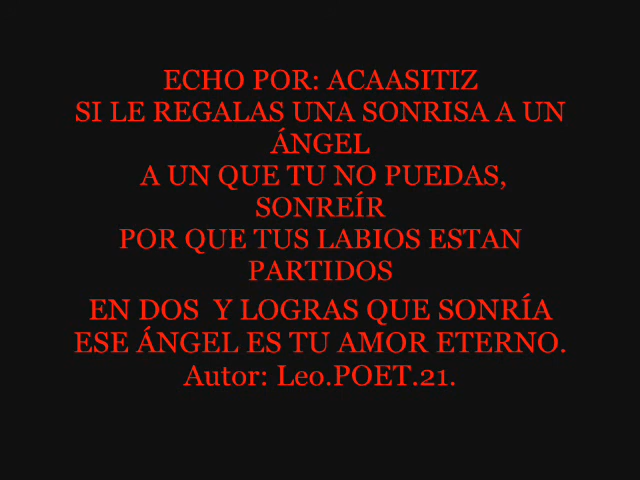 ECHO POR: ACAASITIZ
SI LE REGALAS UNA SONRISA A UN
ÁNGEL
A UN QUE TU NO PUEDAS,
SONREÍR
POR QUE TUS LABIOS ESTAN
PARTIDOS
EN DOS  Y LOGRAS QUE SONRÍA
ESE ÁNGEL ES TU AMOR ETERNO.
Autor: Leo.POET.21.